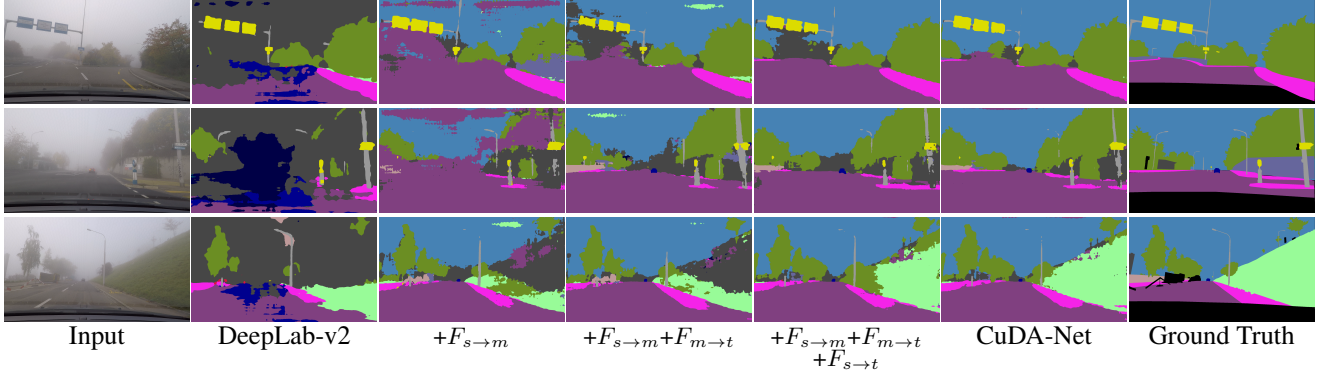 Input DeepLab-v2 +F_{s→m} +F_{s→m}+F_{m→t} +F_{s→m}+F_{m→t} CuDA-Net Ground Truth
+F_{s→t}